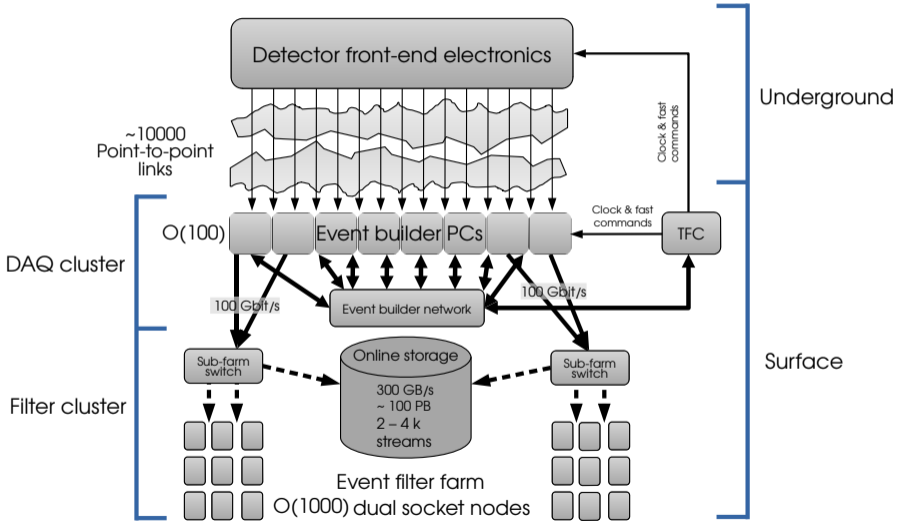 Detector front-end electronics
Underground
Clock & fast
commands
~10000
Point-to-point
links
Clock & fast
commands
O(100)
Event builder PCs
TFC
DAQ cluster
100 Gbit/s
100 Gbit/s
Event builder network
Sub-farm
switch
Online storage
Sub-farm
switch
Surface
300 GB/s
~ 100 PB
2 – 4 k
streams
Filter cluster
Event filter farm
O(1000) dual socket nodes